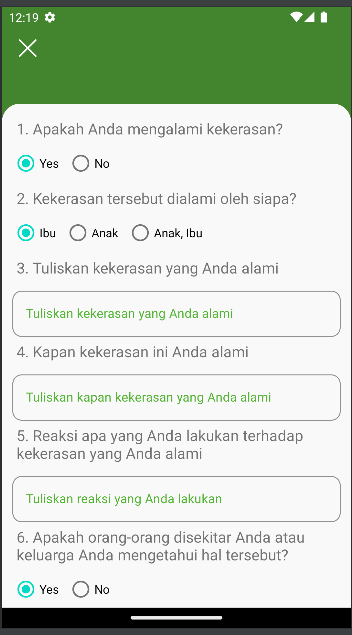 12:19
1. Apakah Anda mengalami kekerasan?
Yes No
2. Kekerasan tersebut dialami oleh siapa?
Ibu Anak Anak, Ibu
3. Tuliskan kekerasan yang Anda alami
Tuliskan kekerasan yang Anda alami
4. Kapan kekerasan ini Anda alami
Tuliskan kapan kekerasan yang Anda alami
5. Reaksi apa yang Anda lakukan terhadap
kekerasan yang Anda alami
Tuliskan reaksi yang Anda lakukan
6. Apakah orang-orang disekitar Anda atau
keluarga Anda mengetahui hal tersebut?
Yes No